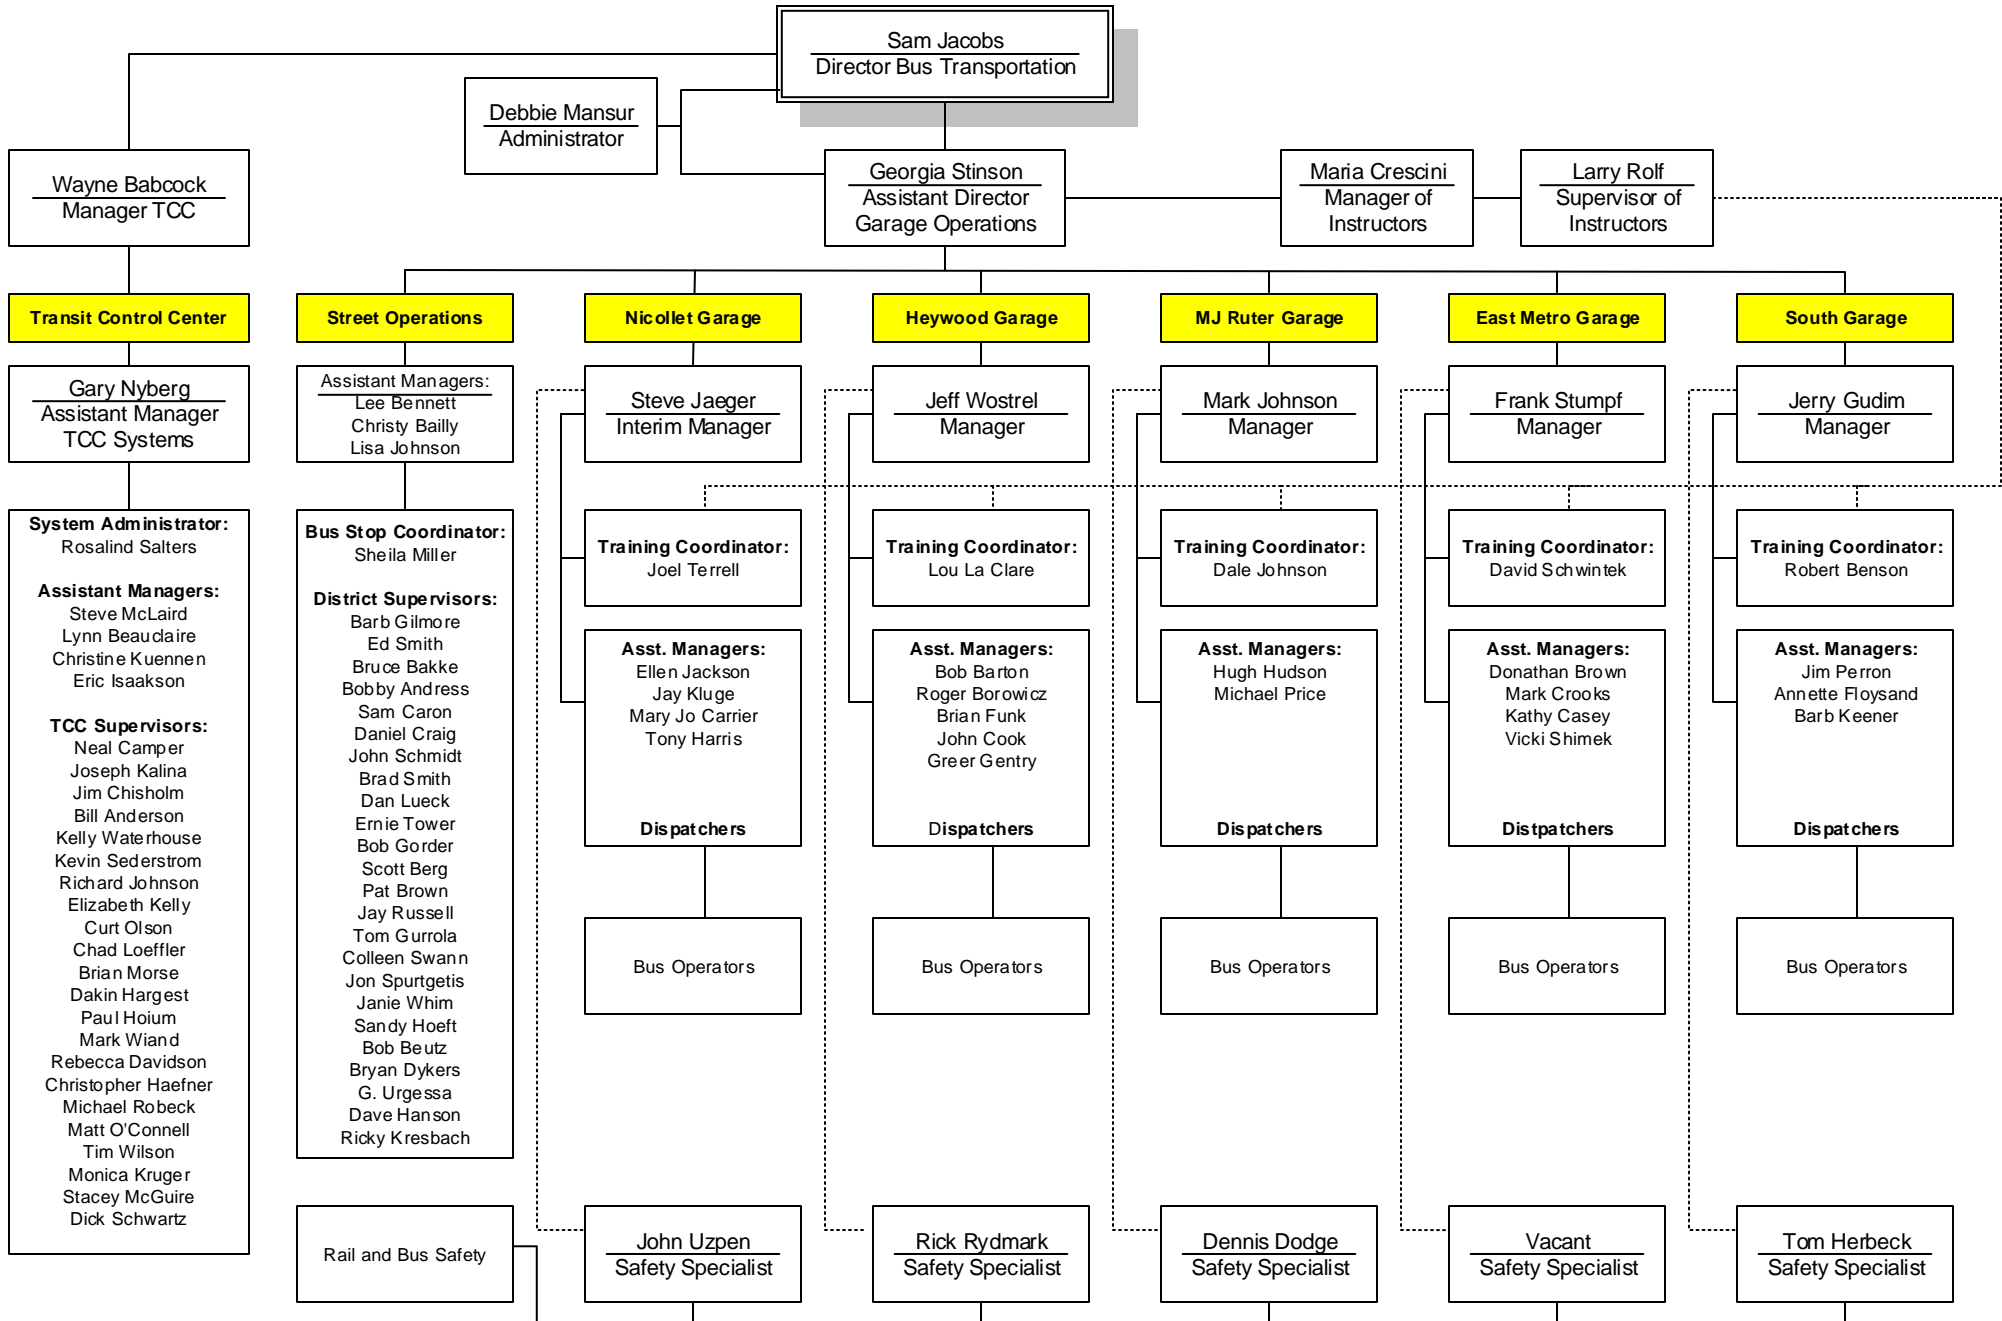 Sam Jacobs
Director Bus Transportation
Debbie Mansur
Administrator
Wayne Babcock
Manager TCC
Georgia Stinson
Assistant Director
Garage Operations
Maria Crescini
Manager of
Instructors
Larry Rolf
Supervisor of
Instructors
Transit Control Center
Street Operations
Nicollet Garage
Heywood Garage
MJ Ruter Garage
East Metro Garage
South Garage
Gary Nyberg
Assistant Manager
TCC Systems
Assistant Managers:
Lee Bennett
Christy Bailly
Lisa Johnson
Steve Jaeger
Interim Manager
Jeff Wostrel
Manager
Mark Johnson
Manager
Frank Stumpf
Manager
Jerry Gudim
Manager
System Administrator:
Rosalind Salters
Assistant Managers:
Steve McLaird
Lynn Beauclaire
Christine Kuennen
Eric Isaakson
TCC Supervisors:
Neal Camper
Joseph Kalina
Jim Chisholm
Bill Anderson
Kelly Waterhouse
Kevin Sederstrom
Richard Johnson
Elizabeth Kelly
Curt Olson
Chad Loeffler
Brian Morse
Dakin Hargest
Paul Hoium
Mark Wiand
Rebecca Davidson
Christopher Haefner
Michael Robeck
Matt O'Connell
Tim Wilson
Monica Kruger
Stacey McGuire
Dick Schwartz
Bus Stop Coordinator:
Sheila Miller
District Supervisors:
Barb Gilmore
Ed Smith
Bruce Bakke
Bobby Andress
Sam Caron
Daniel Craig
John Schmidt
Brad Smith
Dan Lueck
Ernie Tower
Bob Gorder
Scott Berg
Pat Brown
Jay Russell
Tom Gurrola
Colleen Swann
Jon Spurtgetis
Janie Whim
Sandy Hoeft
Bob Beutz
Bryan Dykers
G. Urgessa
Dave Hanson
Ricky Kresbach
Training Coordinator:
Joel Terrell
Training Coordinator:
Lou La Clare
Training Coordinator:
Dale Johnson
Training Coordinator:
David Schwintek
Training Coordinator:
Robert Benson
Asst. Managers:
Ellen Jackson
Jay Kluge
Mary Jo Carrier
Tony Harris
Dispatchers
Asst. Managers:
Bob Barton
Roger Borowicz
Brian Funk
John Cook
Greer Gentry
Dispatchers
Asst. Managers:
Hugh Hudson
Michael Price
Dispatchers
Asst. Managers:
Donathan Brown
Mark Crooks
Kathy Casey
Vicki Shimek
Distpatchers
Asst. Managers:
Jim Perron
Annette Floysand
Barb Keener
Dispatchers
Bus Operators
Bus Operators
Bus Operators
Bus Operators
Bus Operators
Rail and Bus Safety
John Uzpen
Safety Specialist
Rick Rydmark
Safety Specialist
Dennis Dodge
Safety Specialist
Vacant
Safety Specialist
Tom Herbeck
Safety Specialist